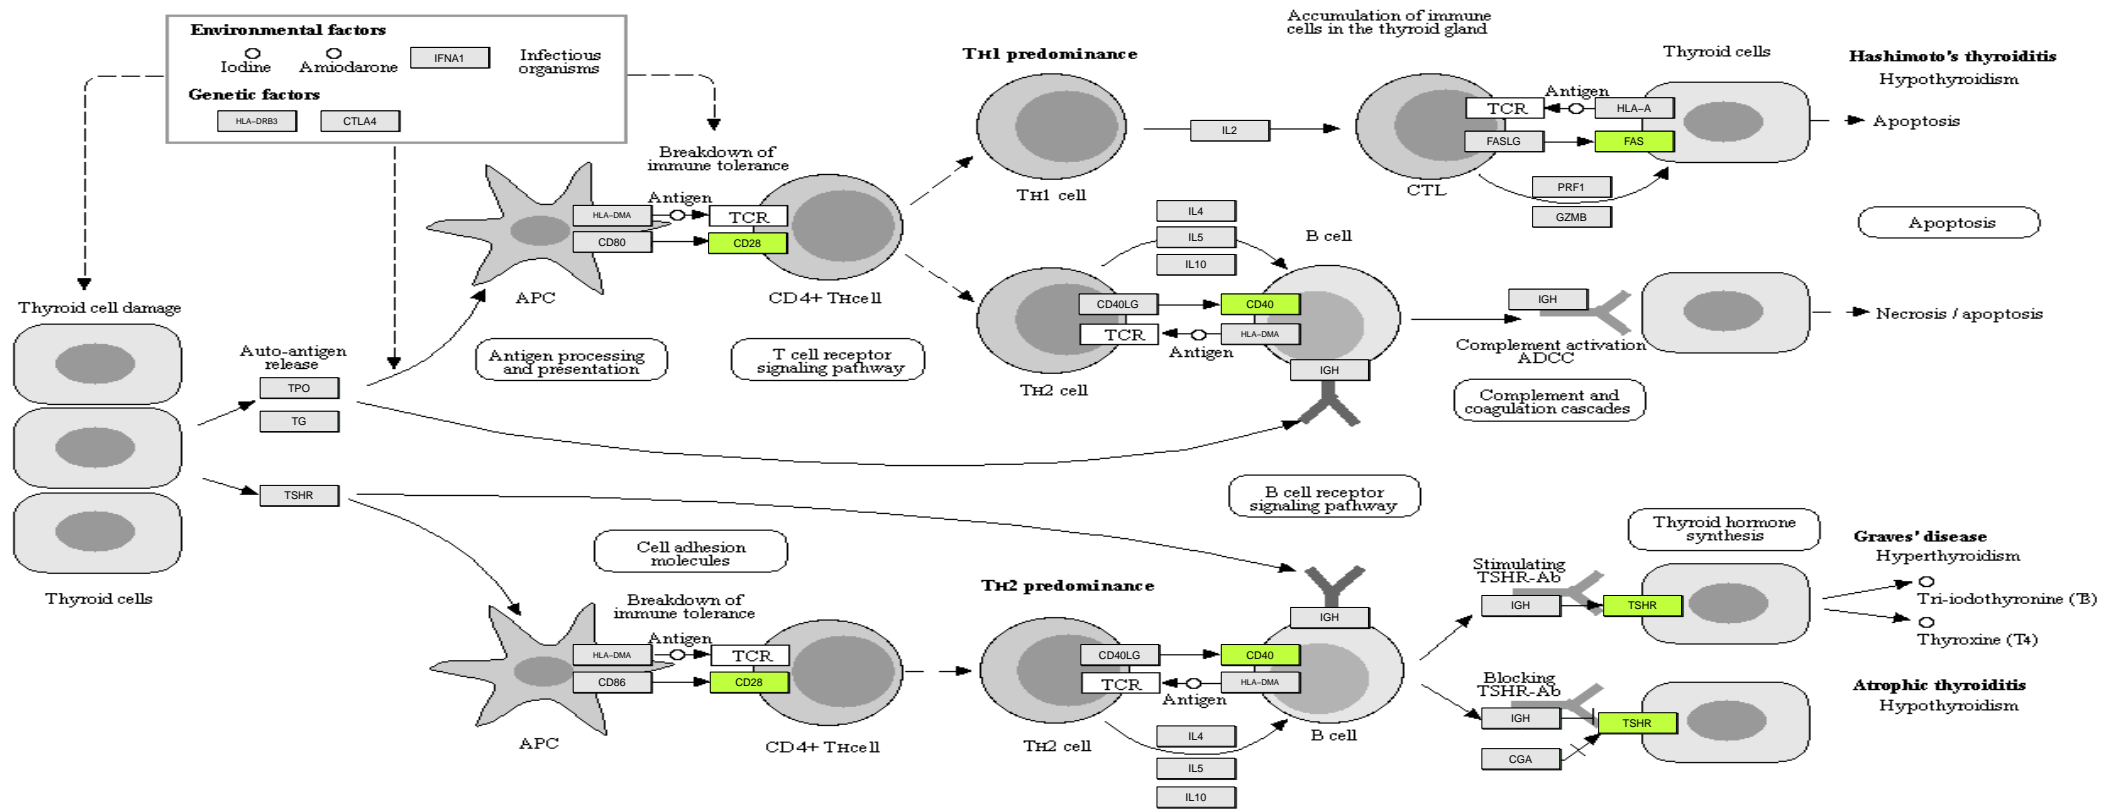 Environmental factors
Iodine
Amiodarone
IFNA1
Infectious
organisms
Genetic factors
HLA-DRB3
CTLA4
Accumulation of immune
cells in the thyroid gland
TH1 predominance
Thyroid cells
Hashimoto's thyroiditis
Hypothyroidism
Antigen
TCR
HLA-A
IL2
FASLG
FAS
Apoptosis
Breakdown of
immune tolerance
Antigen
HLA-DMA
TCR
CD80
CD28
TH1 cell
CTL
PRF1
GZMB
Apoptosis
IL4
IL5
IL10
B cell
APC
CD4+ THcell
CD40LG
CD40
TCR
HLA-DMA
Antigen
IGH
Necrosis / apoptosis
Complement activation
ADCC
Thyroid cell damage
Auto-antigen
release
TPO
TG
Antigen processing
and presentation
T cell receptor
signaling pathway
TH2 cell
IGH
Complement and
coagulation cascades
TSHR
B cell receptor
signaling pathway
Thyroid hormone
synthesis
Cell adhesion
molecules
Thyroid cells
Graves' disease
Hyperthyroidism
Stimulating
TSHR-Ab
IGH
TSHR
Tri-iodothyronine (T3)
Thyroxine (T4)
TH2 predominance
Breakdown of
immune tolerance
Antigen
HLA-DMA
TCR
CD86
CD28
IGH
CD40LG
CD40
TCR
HLA-DMA
Antigen
Blocking
TSHR-Ab
IGH
TSHR
CGA
Atrophic thyroiditis
Hypothyroidism
APC
CD4+ THcell
TH2 cell
IL4
IL5
IL10
B cell